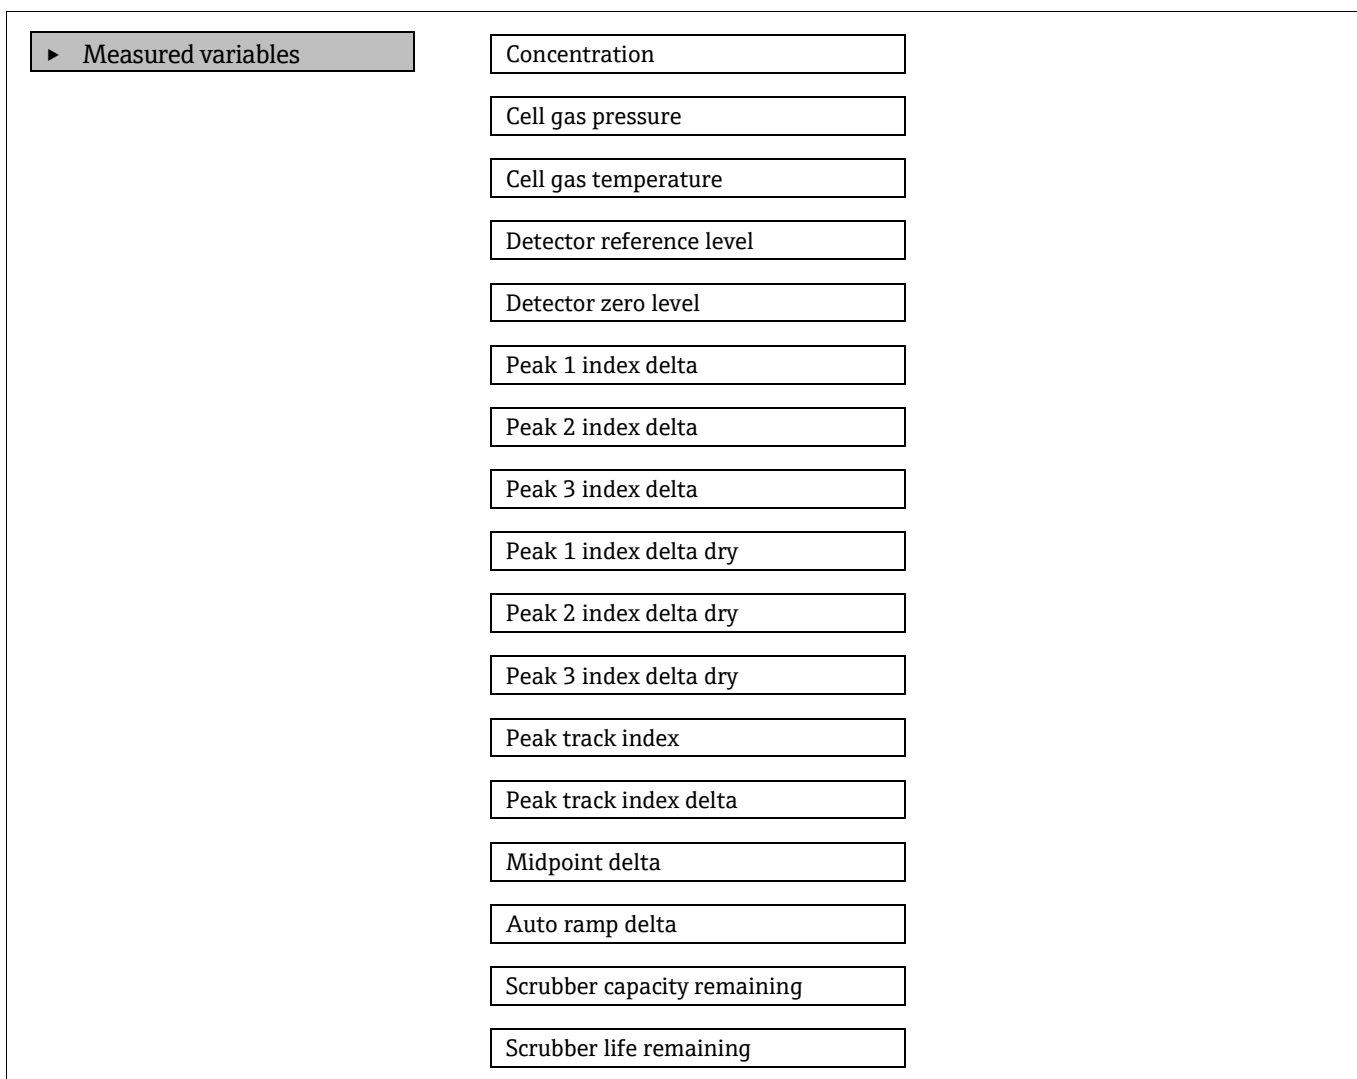 ▸ Measured variables
Concentration
Cell gas pressure
Cell gas temperature
Detector reference level
Detector zero level
Peak 1 index delta
Peak 2 index delta
Peak 3 index delta
Peak 1 index delta dry
Peak 2 index delta dry
Peak 3 index delta dry
Peak track index
Peak track index delta
Midpoint delta
Auto ramp delta
Scrubber capacity remaining
Scrubber life remaining